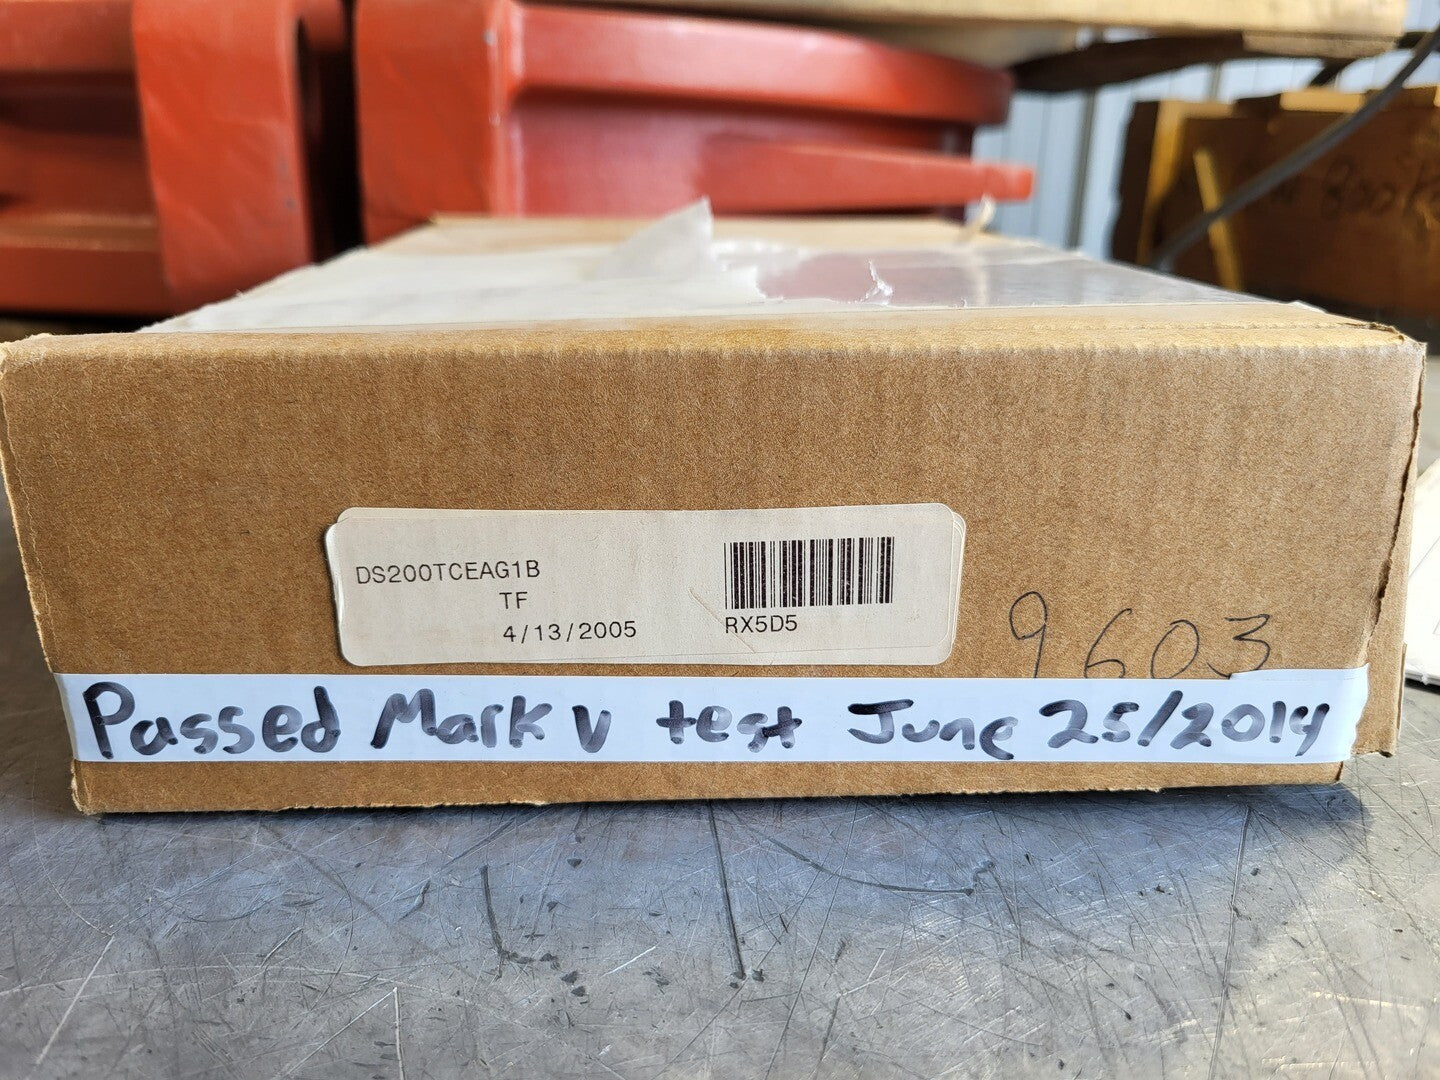 DS200TCEAG1B
TF
4/13/2005
RX5D5
9603
Passed Mark V test June 25/2014